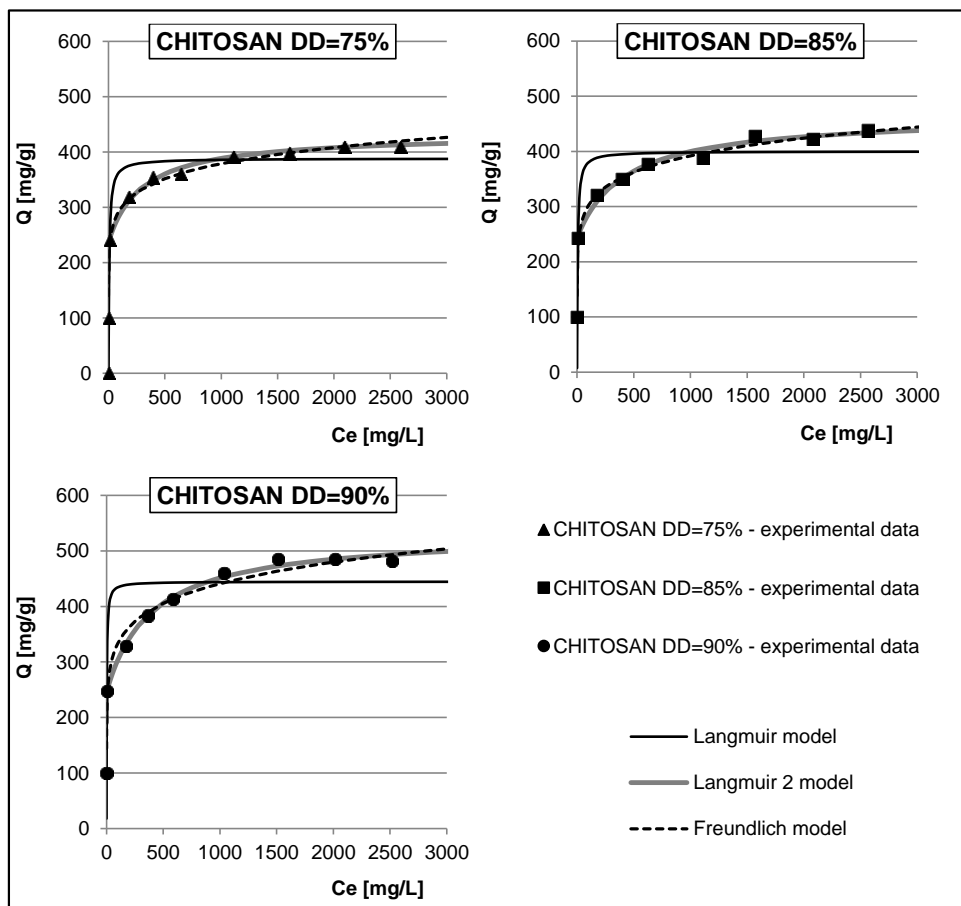 CHITOSAN DD=75%
600
500
400
300
200
100
0
Q [mg/g]
0 500 1000 1500 2000 2500 3000
Ce [mg/L]
CHITOSAN DD=85%
600
500
400
300
200
100
0
Q [mg/g]
0 500 1000 1500 2000 2500 3000
Ce [mg/L]
CHITOSAN DD=90%
600
500
400
300
200
100
0
Q [mg/g]
0 500 1000 1500 2000 2500 3000
Ce [mg/L]
CHITOSAN DD=75% - experimental data
CHITOSAN DD=85% - experimental data
CHITOSAN DD=90% - experimental data
Langmuir model
Langmuir 2 model
Freundlich model